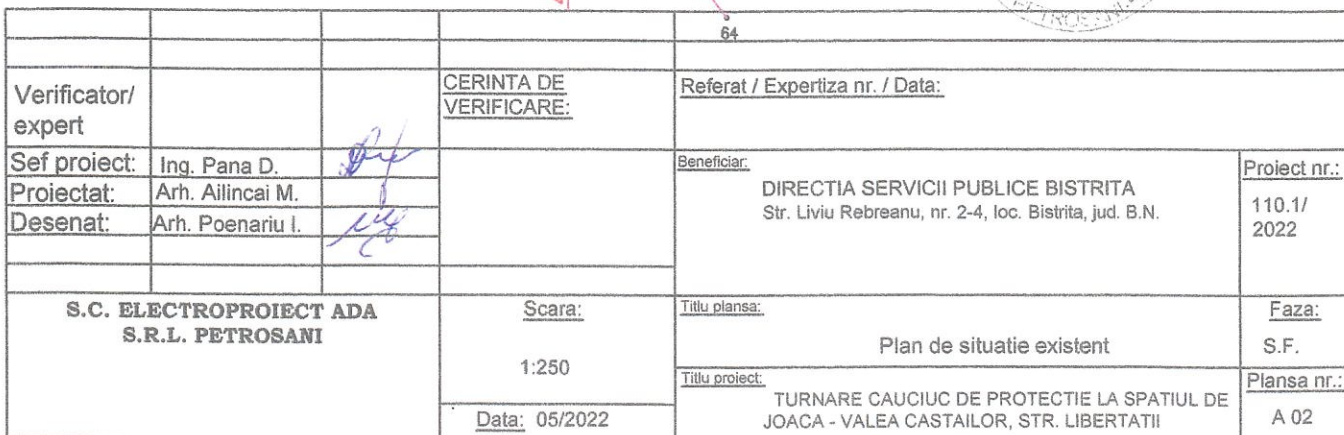 64
Verificator/
expert
CERINTA DE
VERIFICARE:
Referat / Expertiza nr. / Data:
Sef proiect: Ing. Pana D.
Proiectat: Arh. Ailincai M.
Desenat: Arh. Poenariu I.
Beneficiar:
DIRECTIA SERVICII PUBLICE BISTRITA
Str. Liviu Rebreanu, nr. 2-4, loc. Bistrita, jud. B.N.
Proiect nr.:
110.1/
2022
S.C. ELECTROPROIECT ADA
S.R.L. PETROSANI
Scara:
1:250
Data: 05/2022
Titlu plansa:
Plan de situatie existent
Faza:
S.F.
Titlu proiect:
TURNARE CAUCIUC DE PROTECTIE LA SPATIUL DE
JOACA - VALEA CASTAILOR, STR. LIBERTATII
Plansa nr.:
A 02